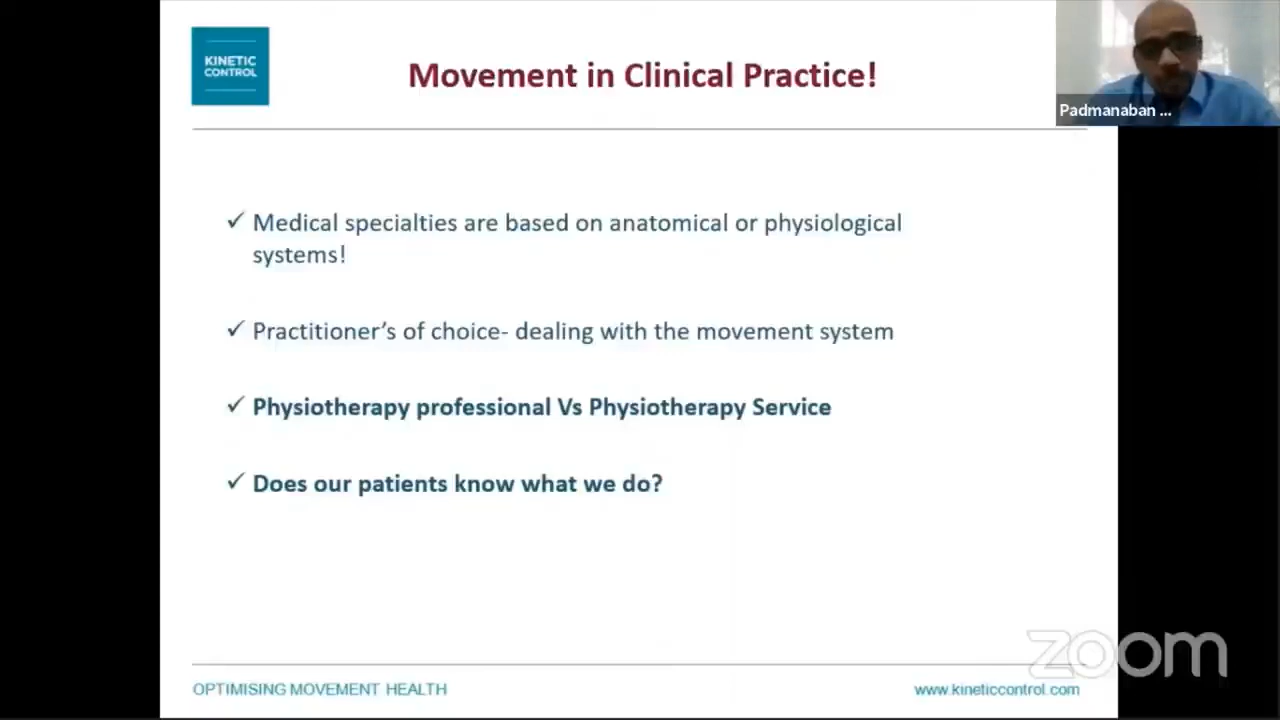 KINETIC
CONTROL
Movement in Clinical Practice!
Padmanaban ...
✓ Medical specialties are based on anatomical or physiological
systems!
✓ Practitioner’s of choice- dealing with the movement system
✓ Physiotherapy professional Vs Physiotherapy Service
✓ Does our patients know what we do?
zoom
OPTIMISING MOVEMENT HEALTH
www.kineticcontrol.com